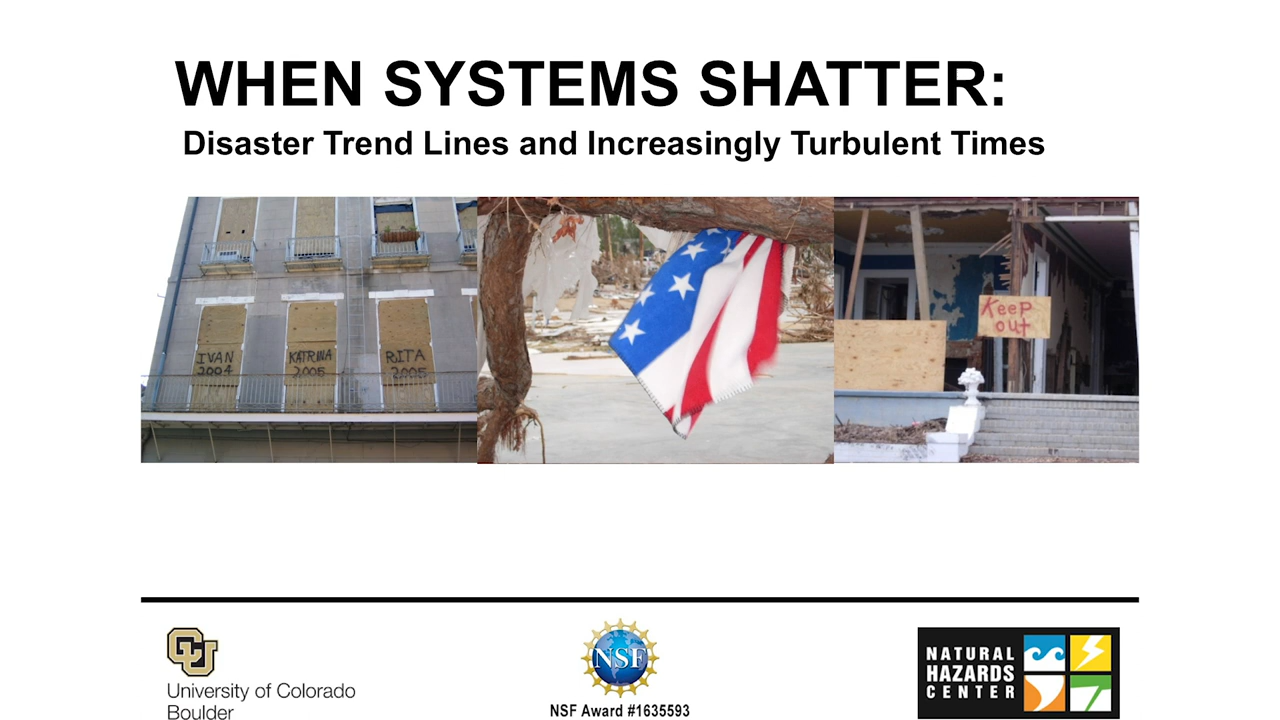 WHEN SYSTEMS SHATTER:
Disaster Trend Lines and Increasingly Turbulent Times
IVAN
2004
KATRINA
2005
RITA
2005
Keep
out
CU
University of Colorado
Boulder
NSF
NSF Award #1635593
NATURAL
HAZARDS
CENTER